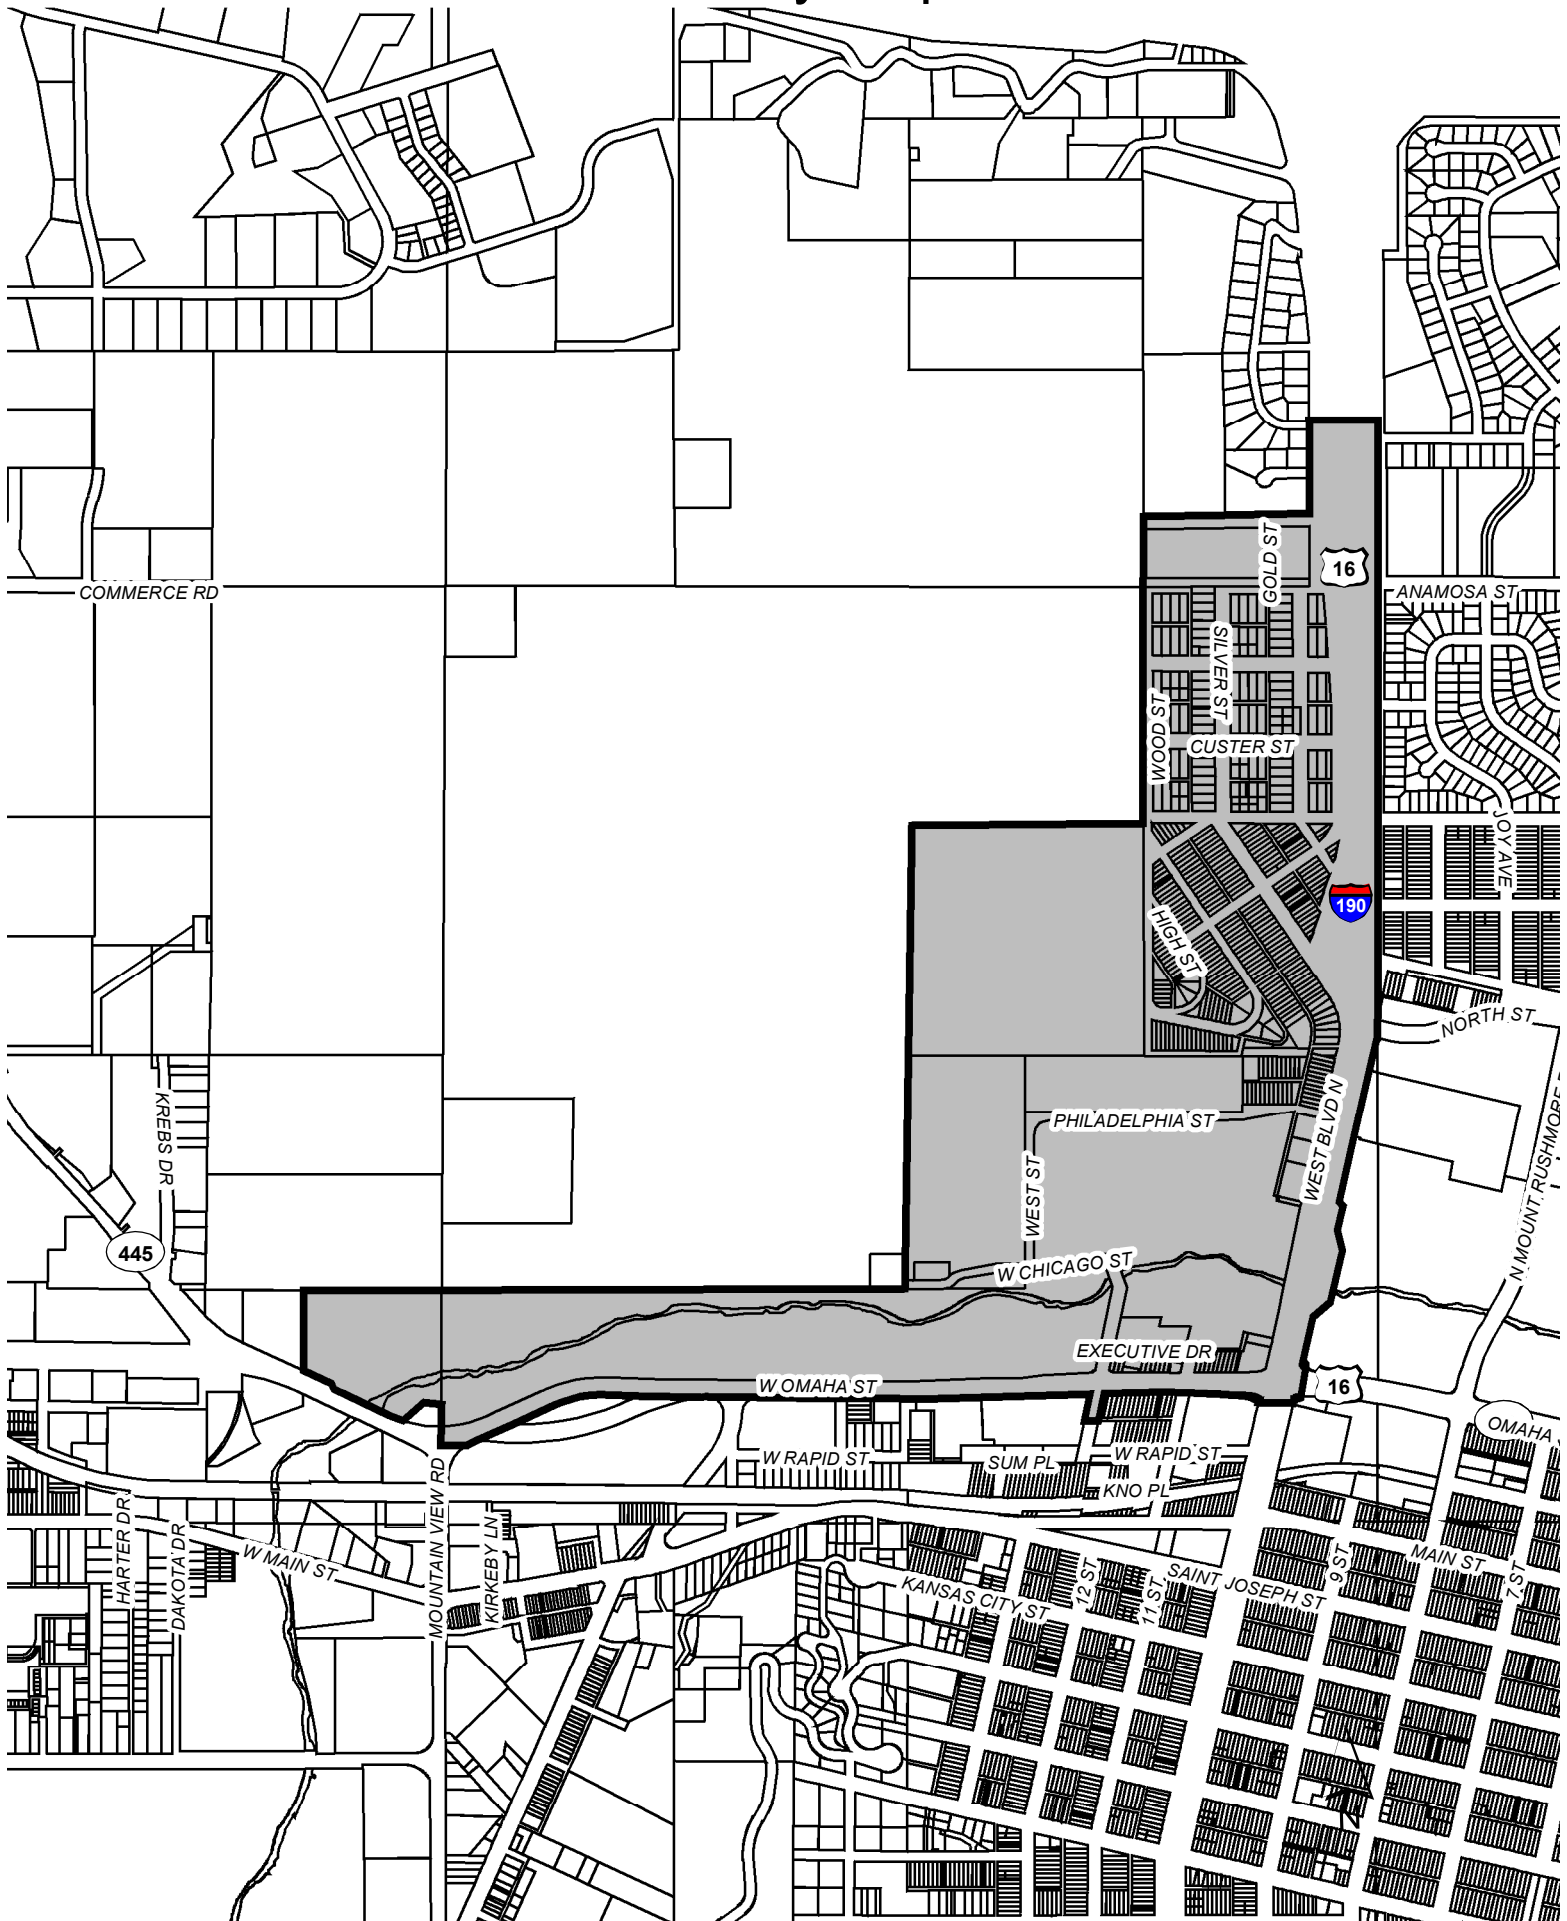 GOLD ST
16
COMMERCE RD
ANAMOSA ST
SILVER ST
WOOD ST
CUSTER ST
JOY AVE
190
HIGH ST
NORTH ST
KREBS DR
WEST BLVD N
PHILADELPHIA ST
WEST ST
N MOUNT RUSHMORE
445
W CHICAGO ST
EXECUTIVE DR
W OMAHA ST
16
OMAHA
W RAPID ST
SUM PL
W RAPID ST
KNO PL
HARTER DR
DAKOTA DR
W MAIN ST
MOUNTAIN VIEW RD
KIRKEBY LN
KANSAS CITY ST
12 ST
11 ST
SAINT JOSEPH ST
9 ST
MAIN ST
7 ST